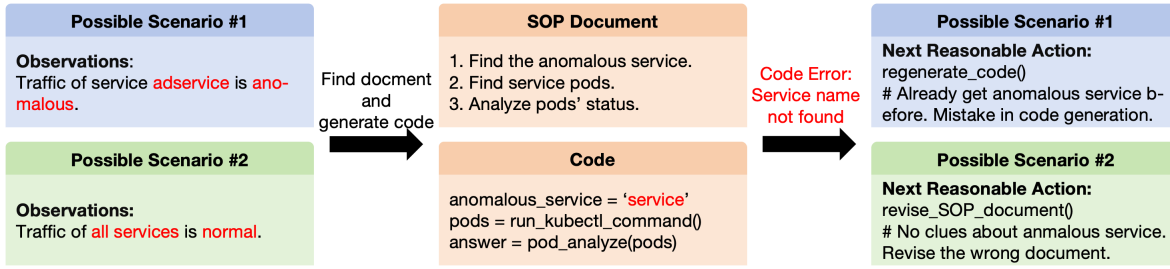 Possible Scenario #1
Observations:
Traffic of service adservice is ano-
malous.
Possible Scenario #2
Observations:
Traffic of all services is normal.
Find docment
and
generate code
SOP Document
1. Find the anomalous service.
2. Find service pods.
3. Analyze pods' status.
Code
anomalous_service = ‘service’
pods = run_kubectl_command()
answer = pod_analyze(pods)
Code Error:
Service name
not found
Possible Scenario #1
Next Reasonable Action:
regenerate_code()
# Already get anomalous service b-
efore. Mistake in code generation.
Possible Scenario #2
Next Reasonable Action:
revise_SOP_document()
# No clues about anmalous service.
Revise the wrong document.